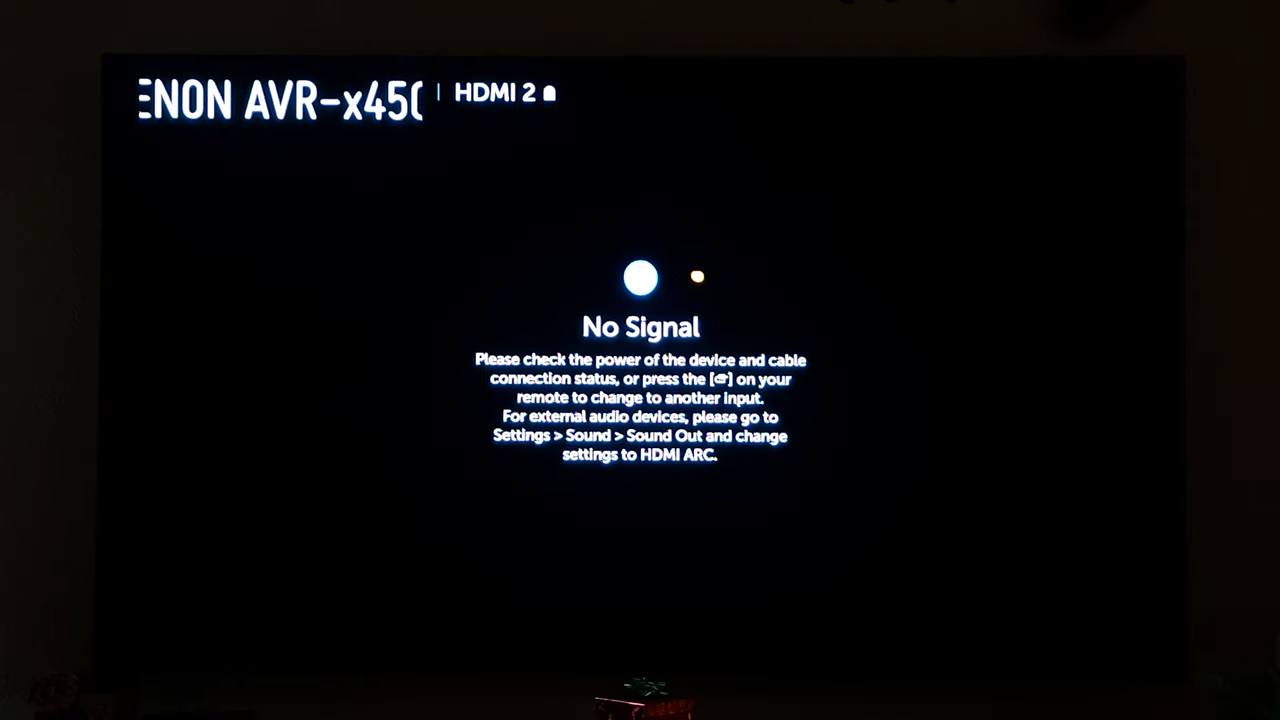 ENON AVR-x450 | HDMI 2
No Signal
Please check the power of the device and cable
connection status, or press the [] on your
remote to change to another input.
For external audio devices, please go to
Settings > Sound > Sound Out and change
settings to HDMI ARC.